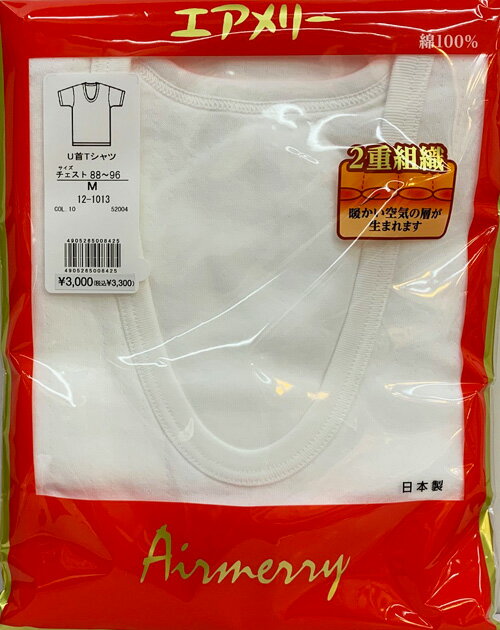 エアメリー
綿100%
U首Tシャツ
サイズ
チェスト 88~96
M
12-1013
COL.10 52004
4905265008425
4905265008425
¥3,000(税込¥3,300)
2重組織
暖かい空気の層が
生まれます
日本製
Airmerry